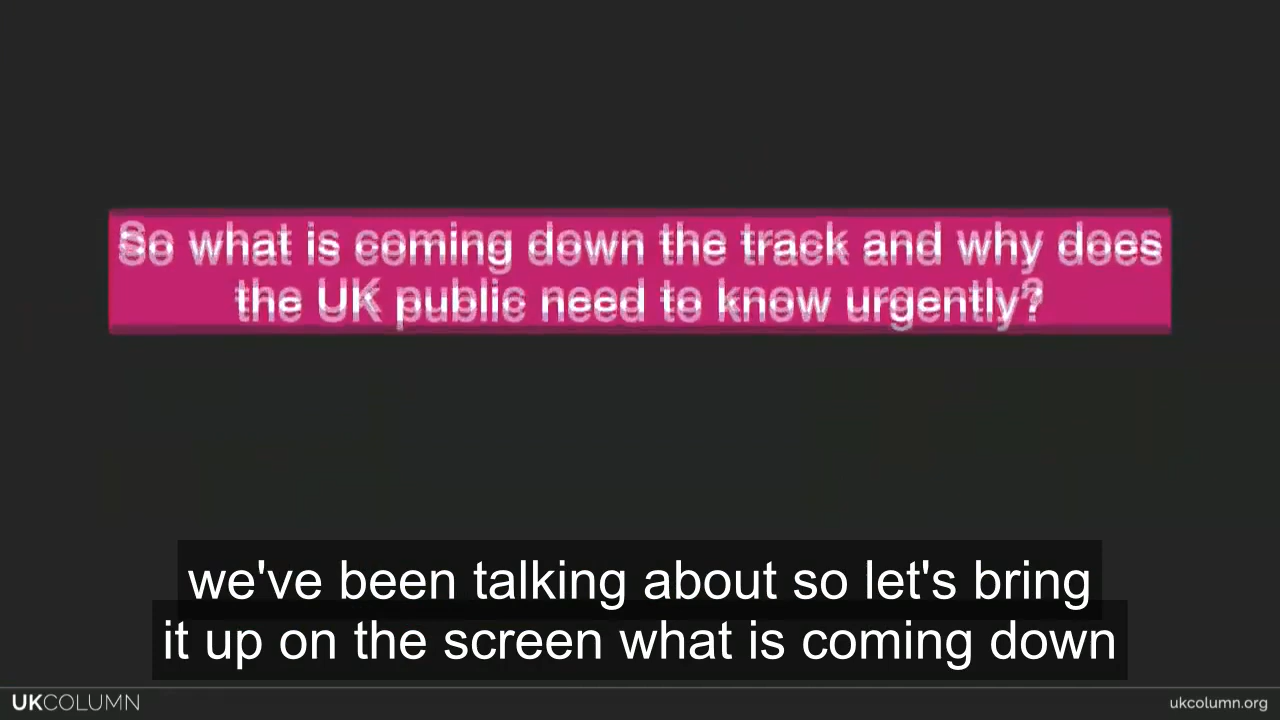 So what is coming down the track and why does
the UK public need to know urgently?
we've been talking about so let's bring
it up on the screen what is coming down
UKCOLUMN
ukcolumn.org